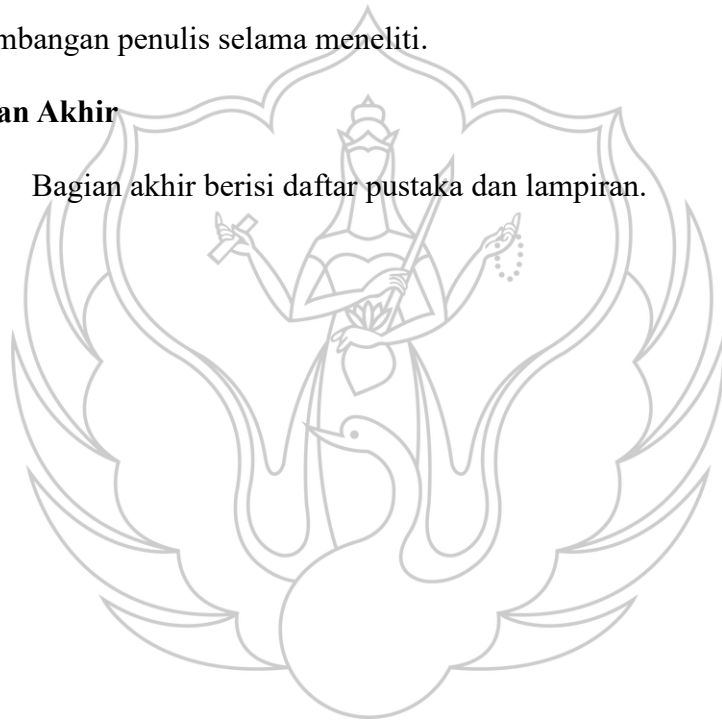 mbangan penulis selama meneliti.
an Akhir
Bagian akhir berisi daftar pustaka dan lampiran.